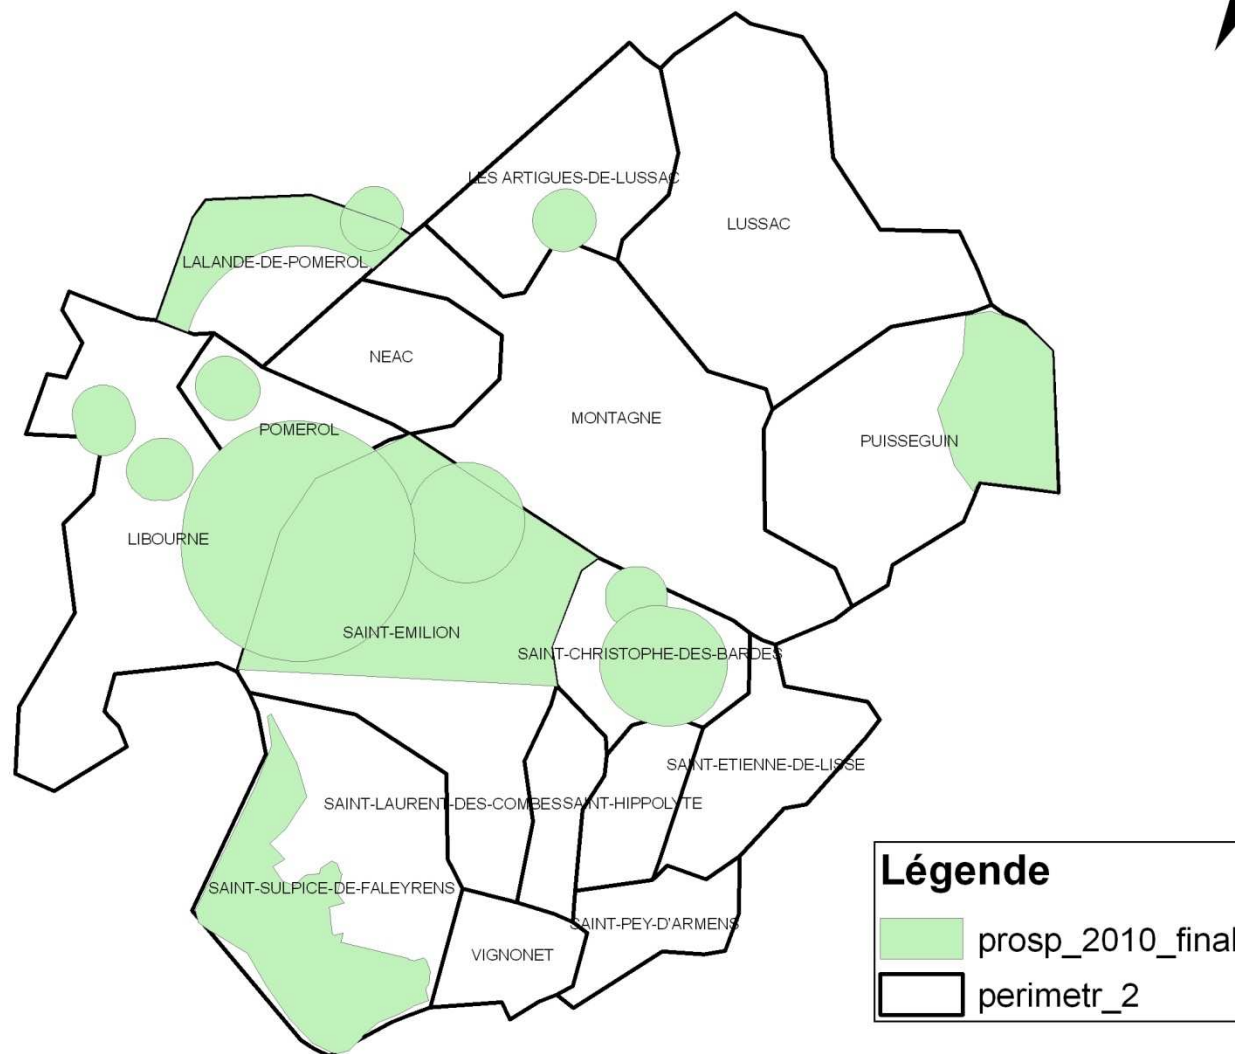 LES ARTIGUES-DE-LUSSAC
LUSSAC
LALANDE-DE-POMEROL
NEAC
MONTAGNE
POMEROL
PUISSEGUIN
LIBOURNE
SAINT-EMILION
SAINT-CHRISTOPHE-DES-BARDES
SAINT-ETIENNE-DE-LISSE
SAINT-LAURENT-DES-COMBES
SAINT-HIPPOLYTE
SAINT-SULPICE-DE-FALEYRENS
SAINT-PEY-D'ARMENS
VIGNONET
Légende
prosp_2010_final
perimetr_2